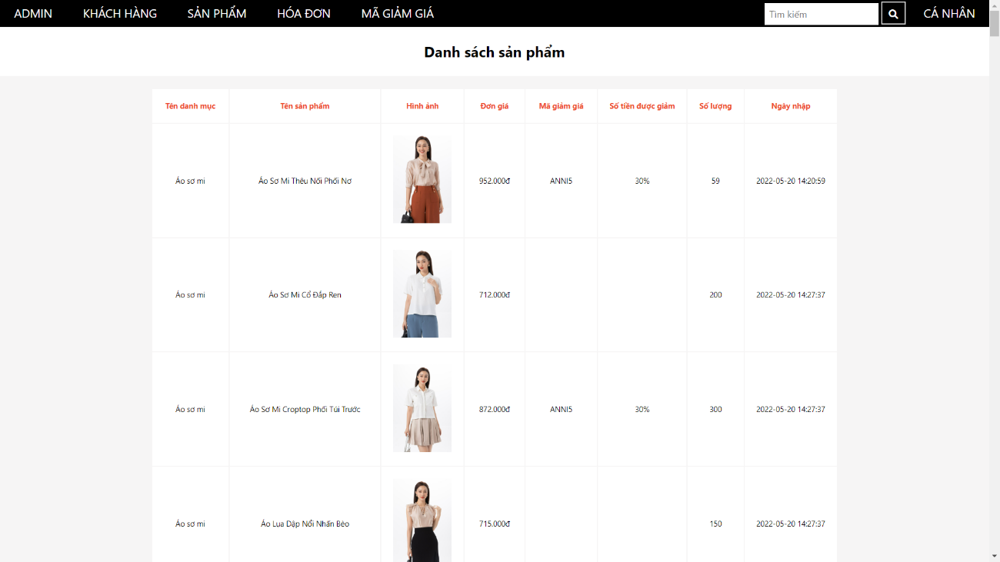 ADMIN KHÁCH HÀNG SẢN PHẨM HÓA ĐƠN MÃ GIẢM GIÁ Tìm kiếm CÁ NHÂN
Danh sách sản phẩm
Tên danh mục Tên sản phẩm Hình ảnh Đơn giá Mã giảm giá Số tiền được giảm Số lượng Ngày nhập
Áo sơ mi Áo Sơ Mi Thêu Nối Phối Nơ 952.000đ ANNI5 30% 59 2022-05-20 14:20:59
Áo sơ mi Áo Sơ Mi Cổ Đắp Ren 712.000đ 200 2022-05-20 14:27:37
Áo sơ mi Áo Sơ Mi Croptop Phối Túi Trước 872.000đ ANNI5 30% 300 2022-05-20 14:27:37
Áo sơ mi Áo Lụa Dập Nổi Nhấn Bèo 715.000đ 150 2022-05-20 14:27:37